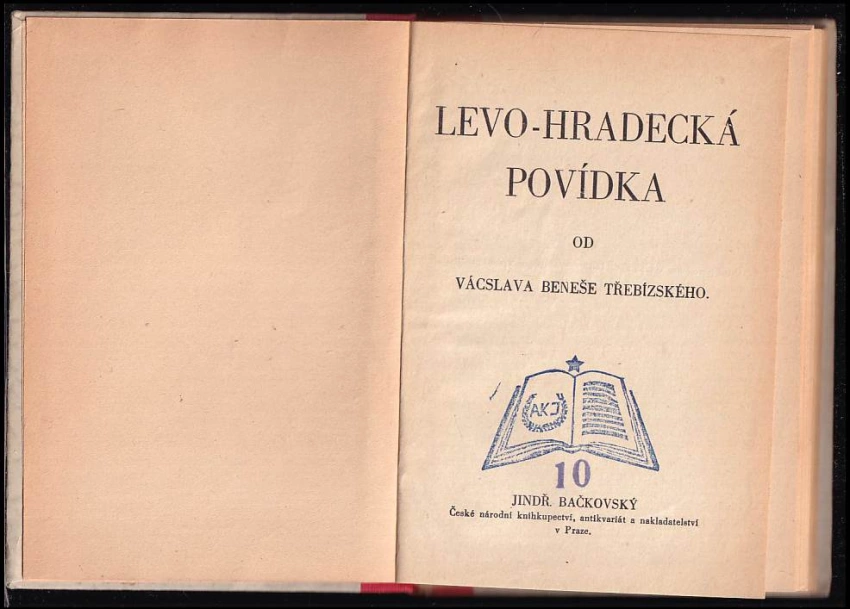 LEVO-HRADECKÁ
POVÍDKA
OD
VÁCSLAVA BENEŠE TŘEBÍZSKÉHO.
AKJ
10
JINDŘ. BAČKOVSKÝ
České národní knihkupectví, antikvariát a nakladatelství
v Praze.